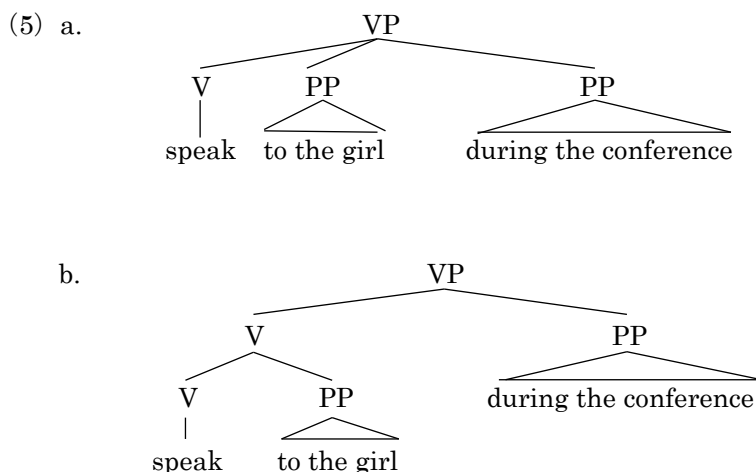 (5) a. VP
V PP PP
speak to the girl during the conference
b. VP
V PP
V PP during the conference
speak to the girl